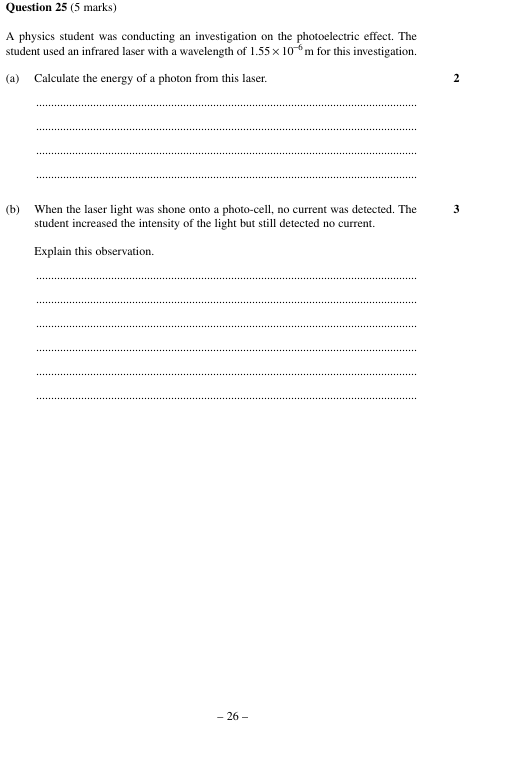 Question 25 (5 marks)
A physics student was conducting an investigation on the photoelectric effect. The
student used an infrared laser with a wavelength of 1.55 × 10⁻⁶ m for this investigation.
(a) Calculate the energy of a photon from this laser. 2
(b) When the laser light was shone onto a photo-cell, no current was detected. The 3
student increased the intensity of the light but still detected no current.
Explain this observation.
– 26 –